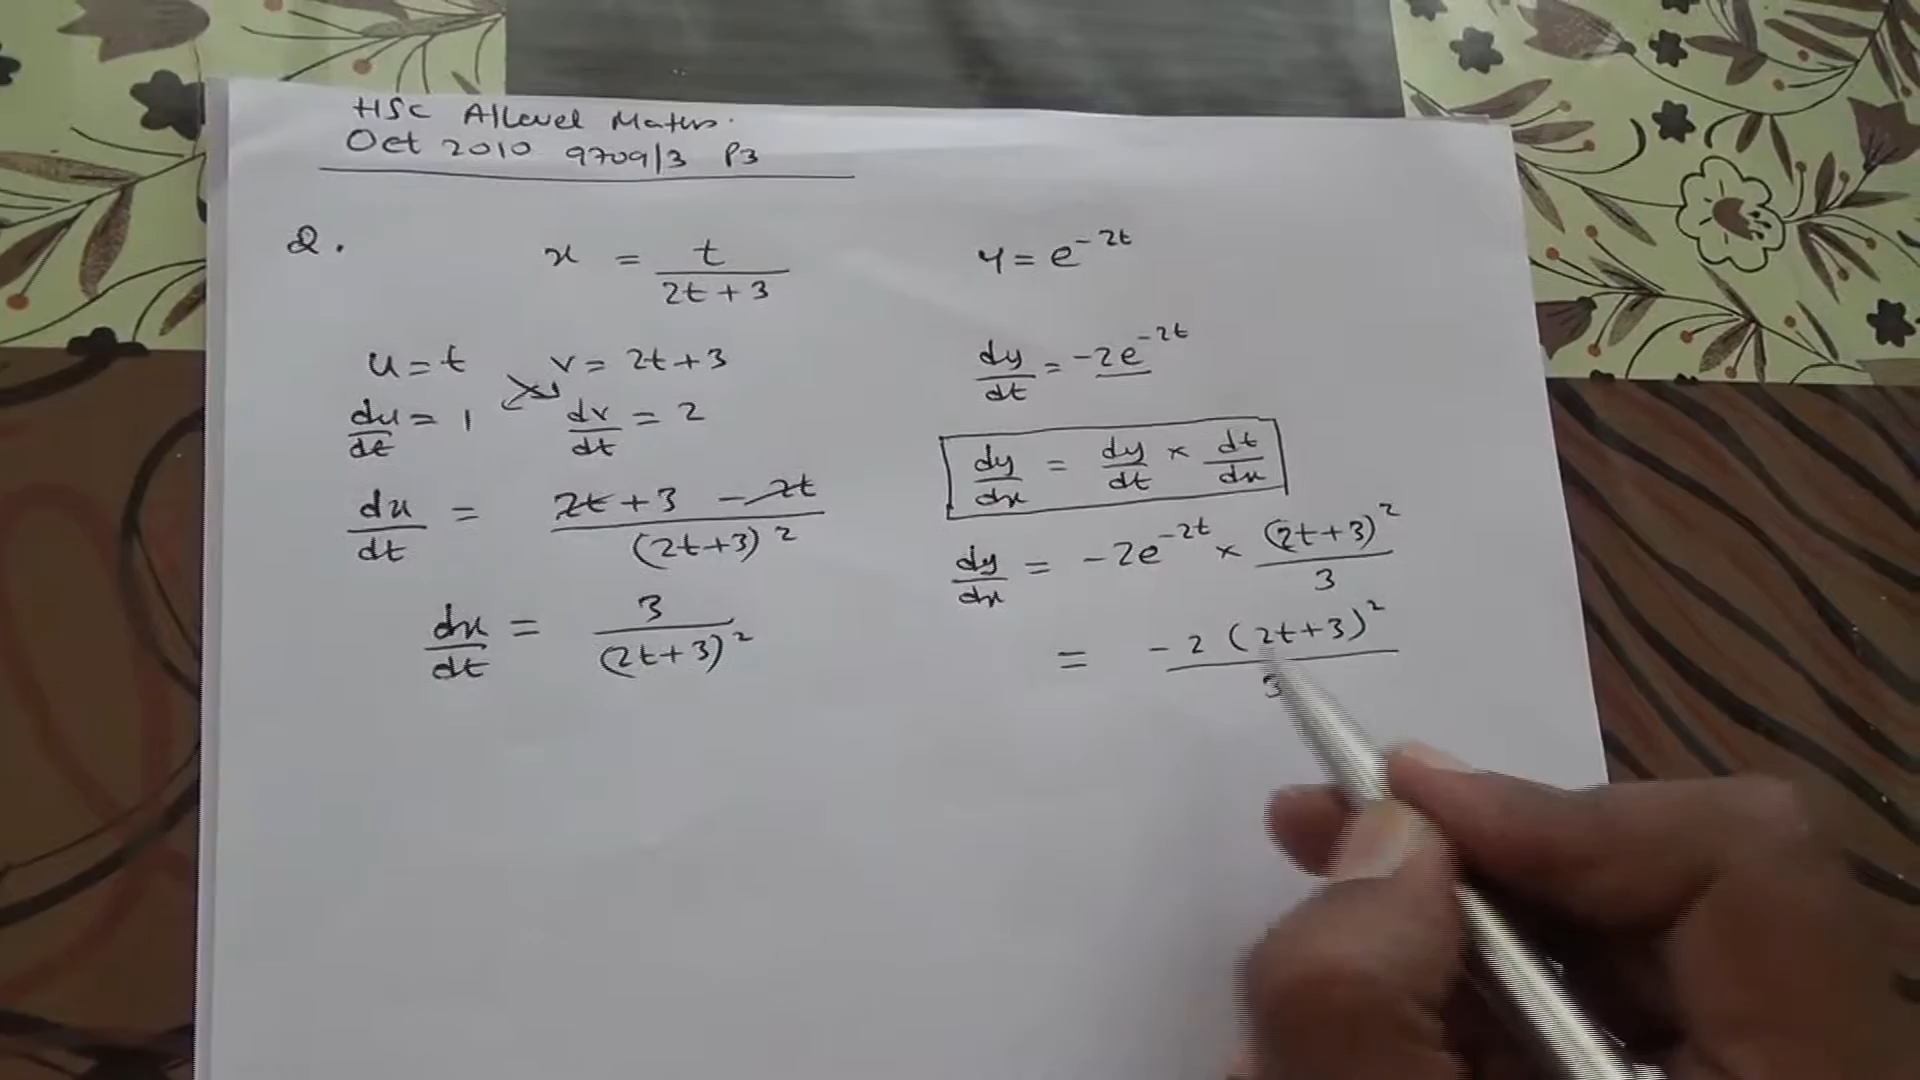 HSC A/Level Maths.
Oct 2010 9709/3 P3
Q. x = t / (2t + 3)
u = t v = 2t + 3
du/dt = 1 dv/dt = 2
dx/dt = (2t + 3 - 2t) / (2t+3)²
dx/dt = 3 / (2t+3)²
y = e^(-2t)
dy/dt = -2e^(-2t)
dy/dx = dy/dt × dt/dx
dy/dx = -2e^(-2t) × (2t+3)² / 3
= -2 (2t+3)² / 3